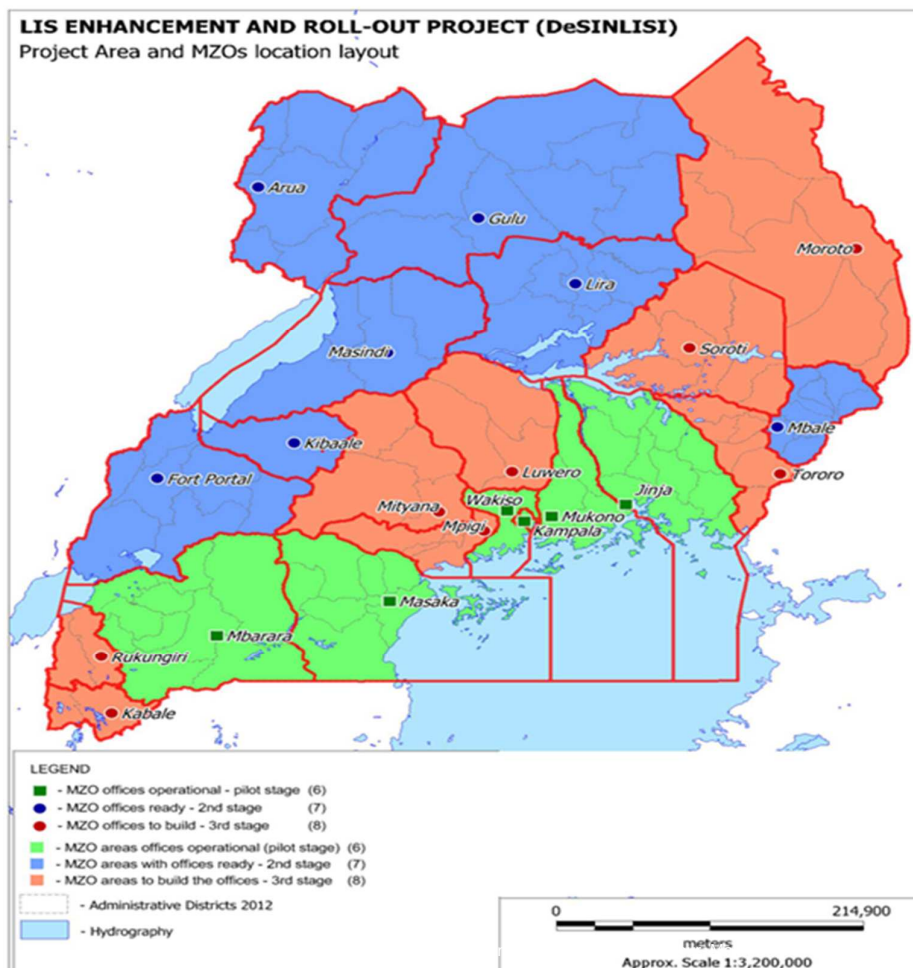 LIS ENHANCEMENT AND ROLL-OUT PROJECT (DeSINLISI)
Project Area and MZOs location layout
Arua
Gulu
Moroto
Lira
Soroti
Masindi
Mbale
Kibaale
Fort Portal
Luwero
Tororo
Mityana
Wakiso
Jinja
Mpigi
Mukono
Kampala
Masaka
Mbarara
Rukungiri
Kabale
LEGEND
- MZO offices operational - pilot stage (6)
- MZO offices ready - 2nd stage (7)
- MZO offices to build - 3rd stage (8)
- MZO areas offices operational (pilot stage) (6)
- MZO areas with offices ready - 2nd stage (7)
- MZO areas to build the offices - 3rd stage (8)
- Administrative Districts 2012
- Hydrography
0 214,900
meters
Approx. Scale 1:3,200,000